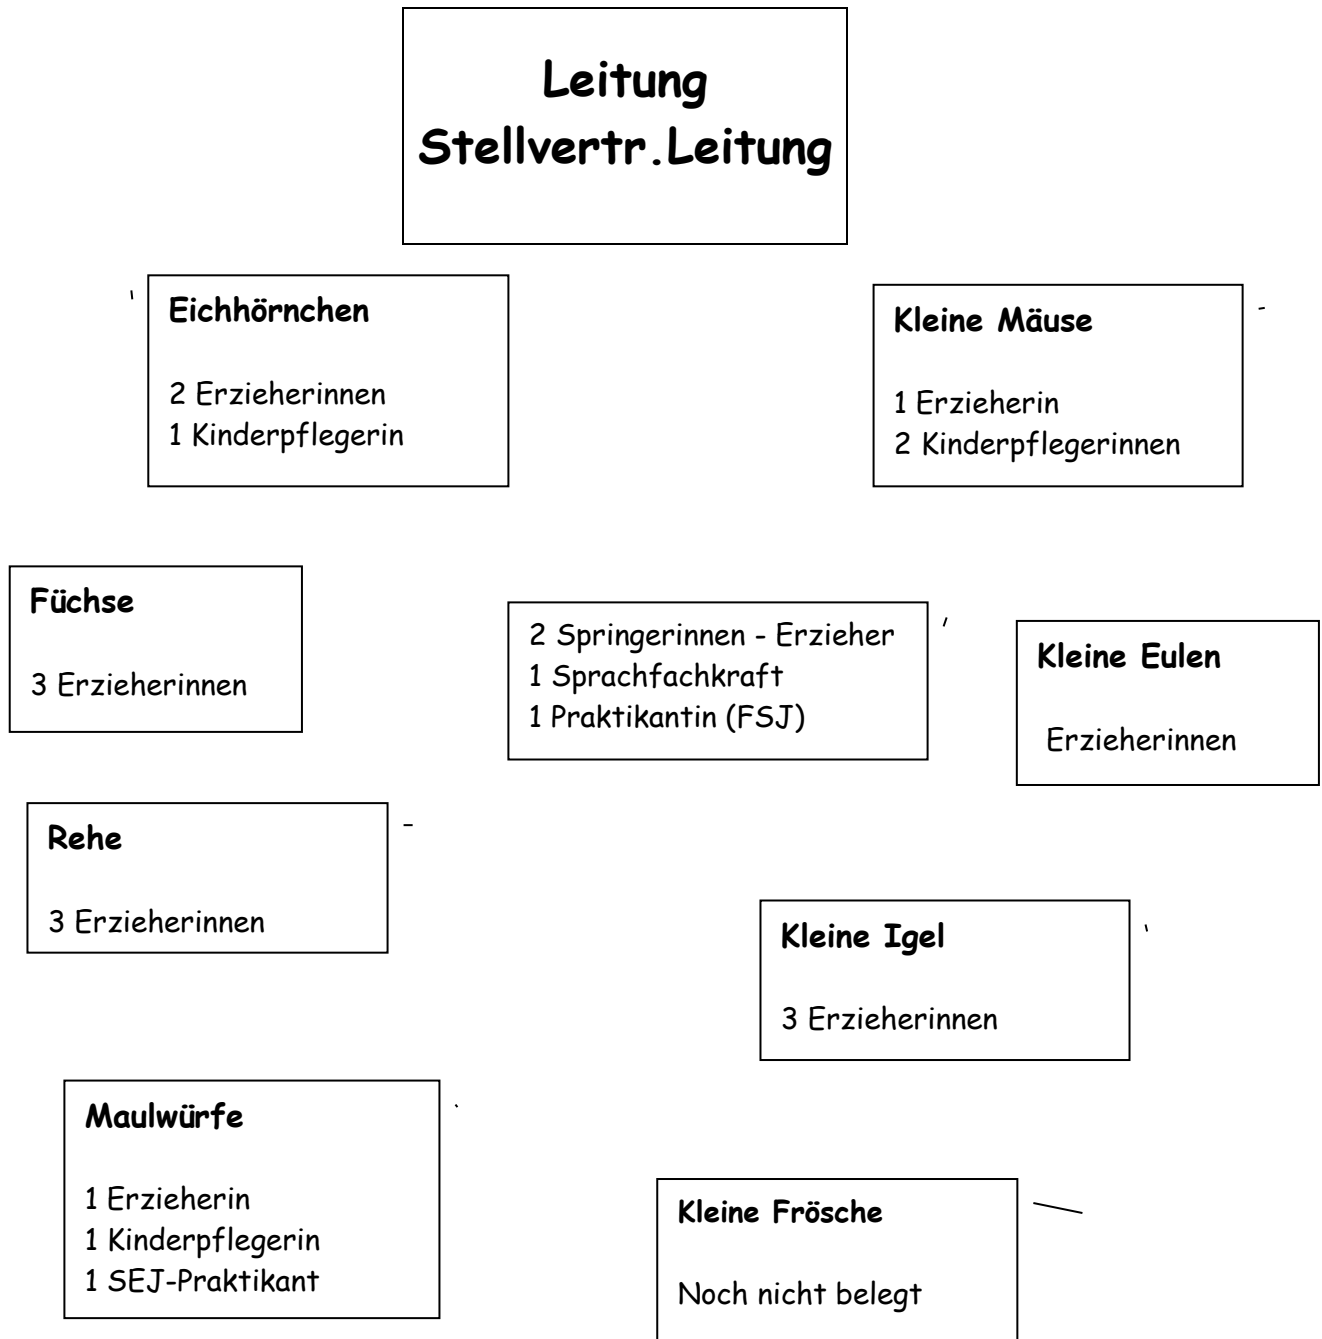 Leitung
Stellvertr.Leitung
Eichhörnchen
2 Erzieherinnen
1 Kinderpflegerin
Kleine Mäuse
1 Erzieherin
2 Kinderpflegerinnen
Füchse
3 Erzieherinnen
2 Springerinnen - Erzieher
1 Sprachfachkraft
1 Praktikantin (FSJ)
Kleine Eulen
Erzieherinnen
Rehe
3 Erzieherinnen
Kleine Igel
3 Erzieherinnen
Maulwürfe
1 Erzieherin
1 Kinderpflegerin
1 SEJ-Praktikant
Kleine Frösche
Noch nicht belegt